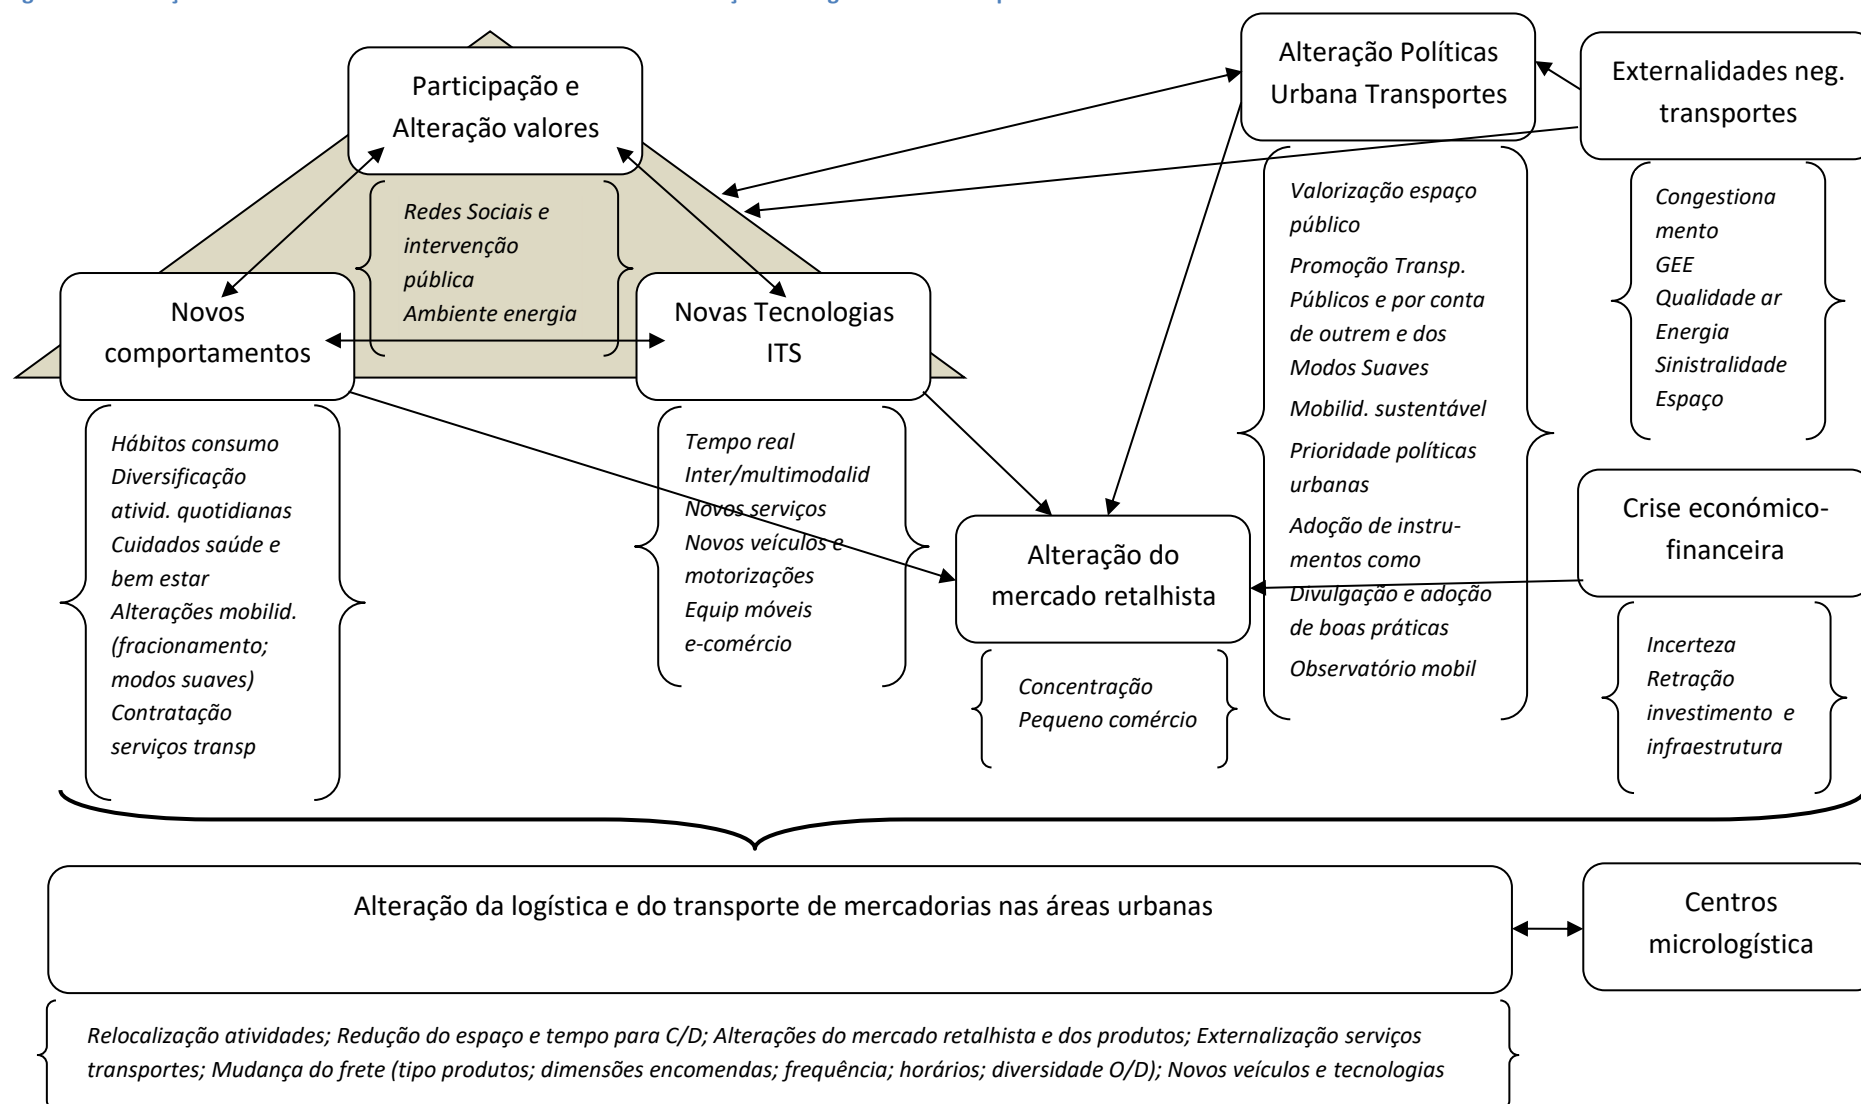 Participação e
Alteração valores
Redes Sociais e
intervenção
pública
Ambiente energia
Novos
comportamentos
Hábitos consumo
Diversificação
ativid. quotidianas
Cuidados saúde e
bem estar
Alterações mobilid.
(fracionamento;
modos suaves)
Contratação
serviços transp
Novas Tecnologias
ITS
Tempo real
Inter/multimodalid
Novos serviços
Novos veículos e
motorizações
Equip móveis
e-comércio
Alteração do
mercado retalhista
Concentração
Pequeno comércio
Alteração Políticas
Urbana Transportes
Valorização espaço
público
Promoção Transp.
Públicos e por conta
de outrem e dos
Modos Suaves
Mobilid. sustentável
Prioridade políticas
urbanas
Adoção de instru-
mentos como
Divulgação e adoção
de boas práticas
Observatório mobil
Externalidades neg.
transportes
Congestiona
mento
GEE
Qualidade ar
Energia
Sinistralidade
Espaço
Crise económico-
financeira
Incerteza
Retração
investimento e
infraestrutura
Alteração da logística e do transporte de mercadorias nas áreas urbanas
Centros
micrologística
Relocalização atividades; Redução do espaço e tempo para C/D; Alterações do mercado retalhista e dos produtos; Externalização serviços
transportes; Mudança do frete (tipo produtos; dimensões encomendas; frequência; horários; diversidade O/D); Novos veículos e tecnologias